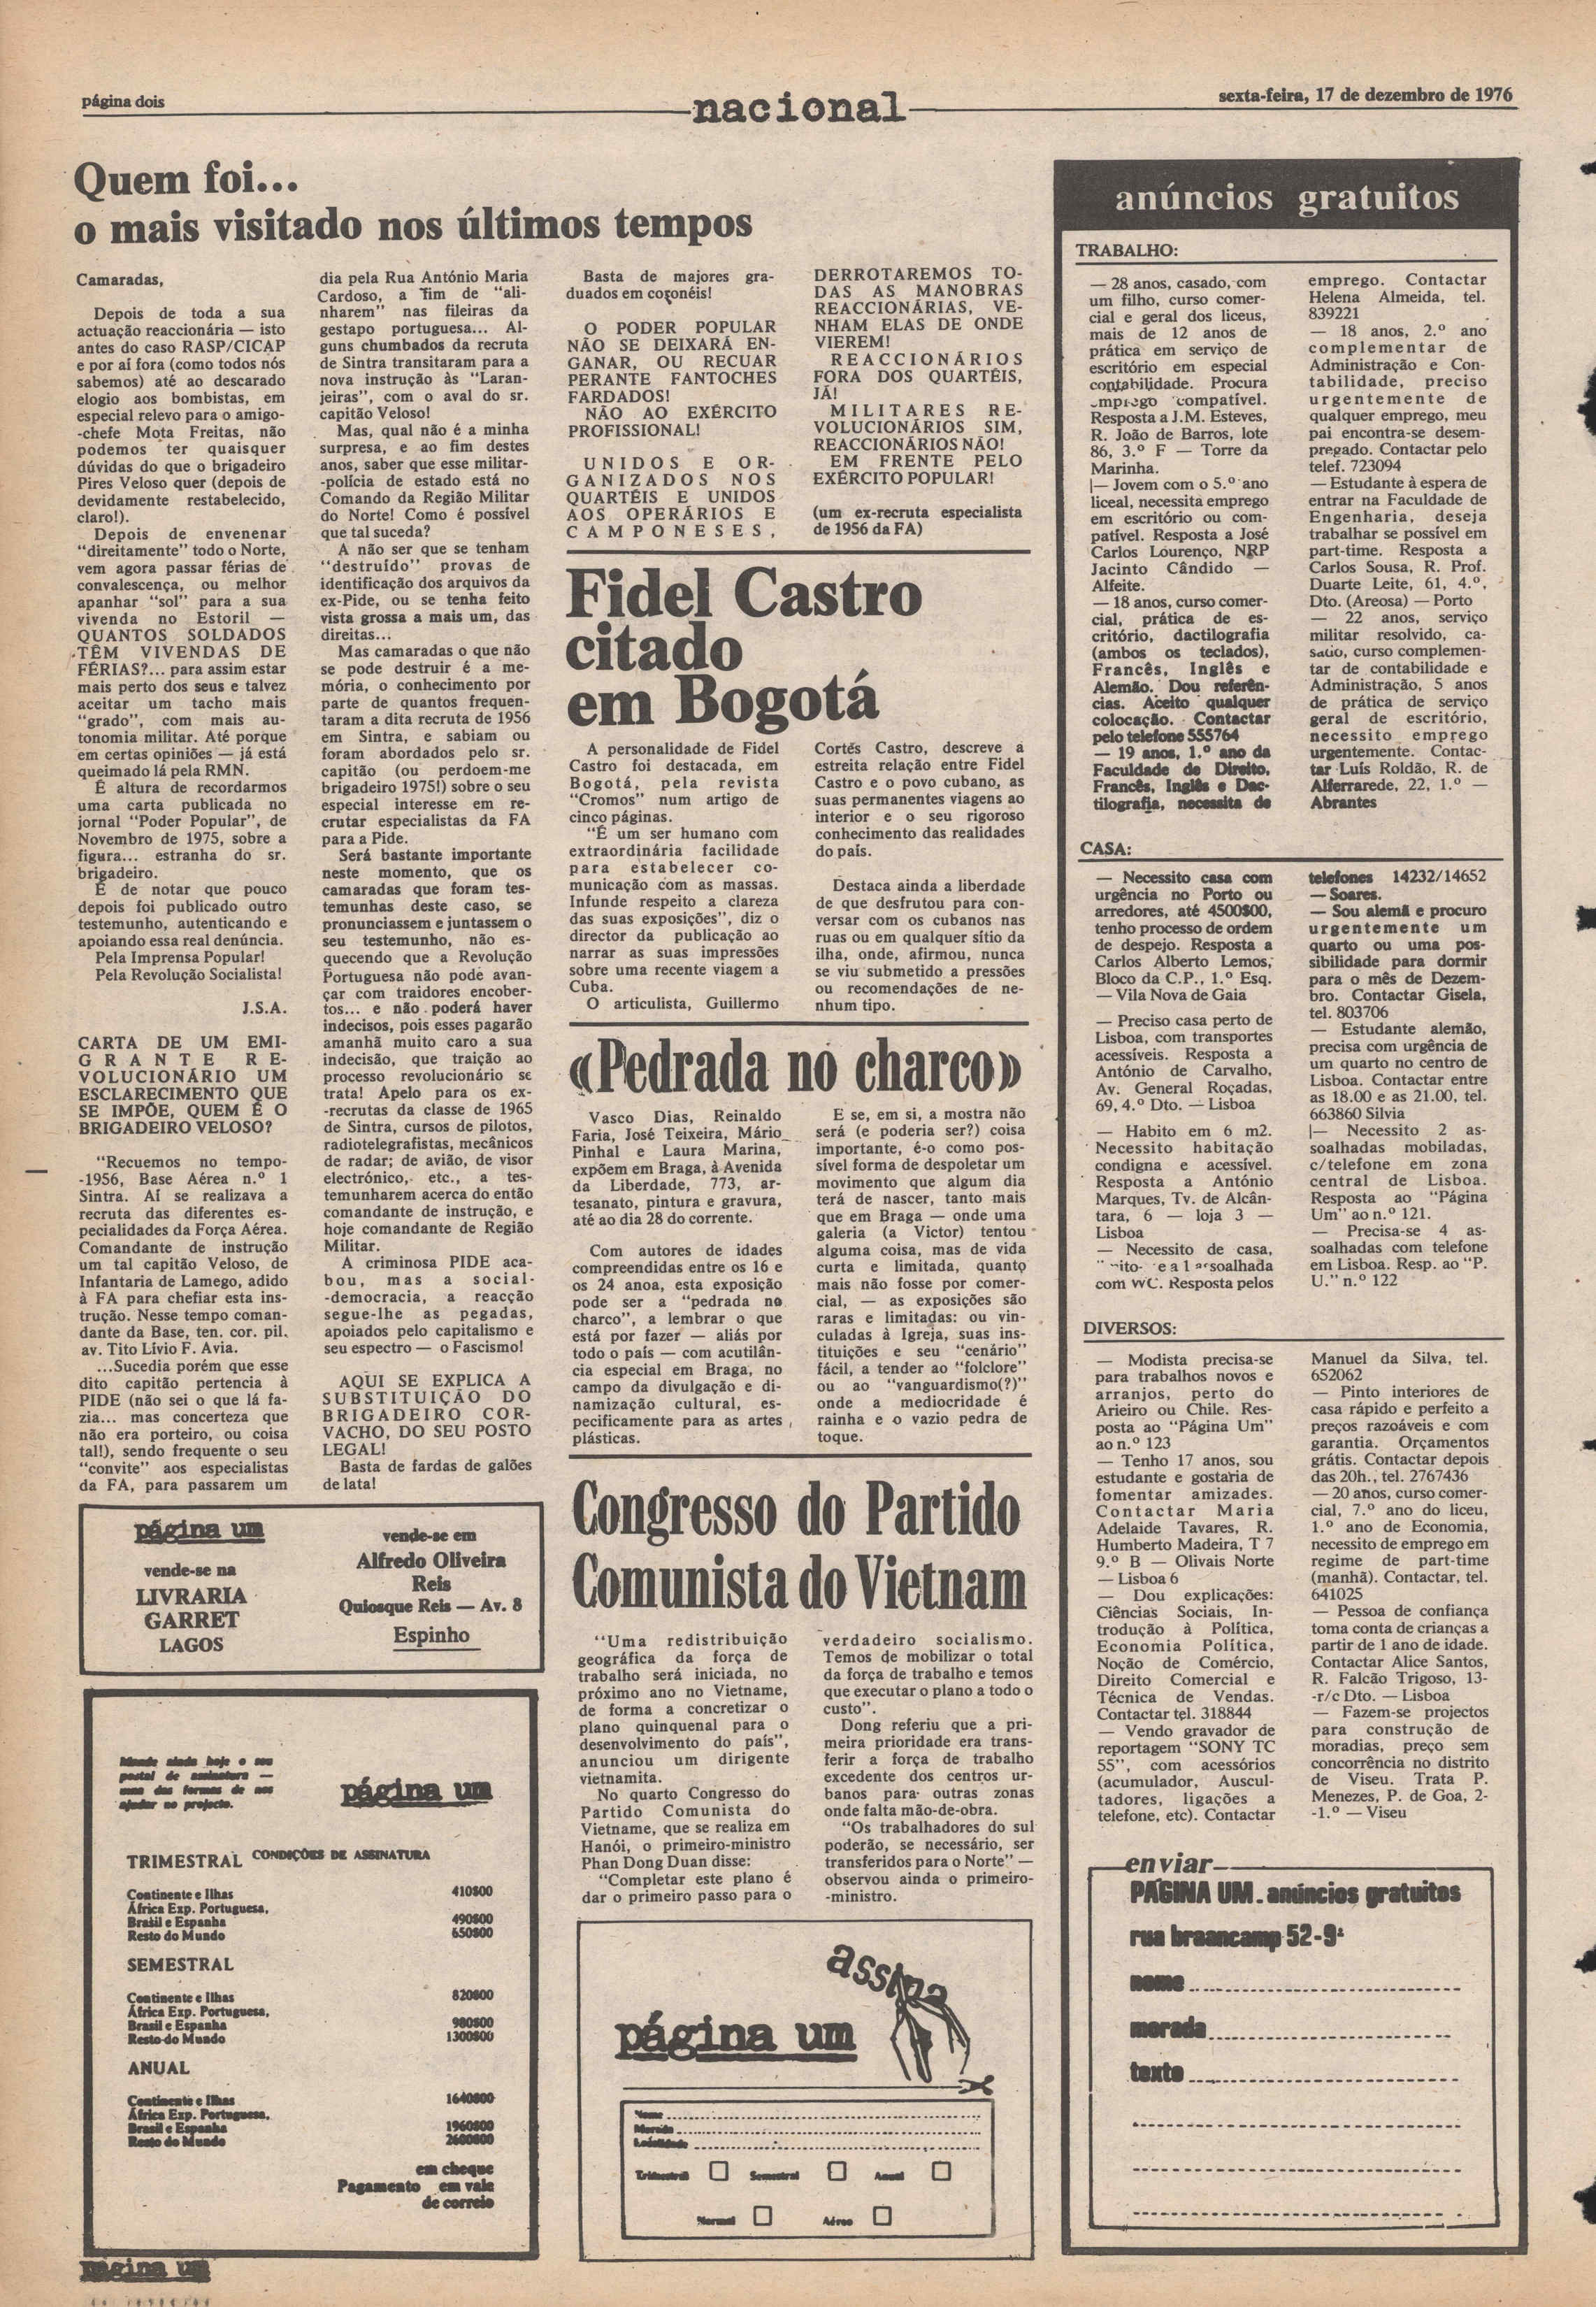 página dois
nacional
sexta-feira, 17 de dezembro de 1976
Quem foi...
o mais visitado nos últimos tempos
Camaradas,
Depois de toda a sua
actuação reaccionária — isto
antes do caso RASP/CICAP
e por aí fora (como todos nós
sabemos) até ao descarado
elogio aos bombistas, em
especial relevo para o amigo-
-chefe Mota Freitas, não
podemos ter quaisquer
dúvidas do que o brigadeiro
Pires Veloso quer (depois de
devidamente restabelecido,
claro!).
Depois de envenenar
"direitamente" todo o Norte,
vem agora passar férias de
convalescença, ou melhor
apanhar "sol" para a sua
vivenda no Estoril —
QUANTOS SOLDADOS
TÊM VIVENDAS DE
FÉRIAS?... para assim estar
mais perto dos seus e talvez
aceitar um tacho mais
"grado", com mais au-
tonomia militar. Até porque
em certas opiniões — já está
queimado lá pela RMN.
É altura de recordarmos
uma carta publicada no
jornal "Poder Popular", de
Novembro de 1975, sobre a
figura... estranha do sr.
brigadeiro.
É de notar que pouco
depois foi publicado outro
testemunho, autenticando e
apoiando essa real denúncia.
Pela Imprensa Popular!
Pela Revolução Socialista!
J.S.A.
CARTA DE UM EMI-
GRANTE RE-
VOLUCIONÁRIO UM
ESCLARECIMENTO QUE
SE IMPÕE, QUEM É O
BRIGADEIRO VELOSO?
"Recuemos no tempo-
-1956, Base Aérea n.º 1
Sintra. Aí se realizava a
recruta das diferentes es-
pecialidades da Força Aérea.
Comandante de instrução
um tal capitão Veloso, de
Infantaria de Lamego, adido
à FA para chefiar esta ins-
trução. Nesse tempo coman-
dante da Base, ten. cor. pil.
av. Tito Lívio F. Avia.
...Sucedia porém que esse
dito capitão pertencia à
PIDE (não sei o que lá fa-
zia... mas concerteza que
não era porteiro, ou coisa
tal!), sendo frequente o seu
"convite" aos especialistas
da FA, para passarem um
dia pela Rua António Maria
Cardoso, a fim de "ali-
nharem" nas fileiras da
gestapo portuguesa... Al-
guns chumbados da recruta
de Sintra transitaram para a
nova instrução às "Laran-
jeiras", com o aval do sr.
capitão Veloso!
Mas, qual não é a minha
surpresa, e ao fim destes
anos, saber que esse militar-
-polícia de estado está no
Comando da Região Militar
do Norte! Como é possível
que tal suceda?
A não ser que se tenham
"destruído" provas de
identificação dos arquivos da
ex-Pide, ou se tenha feito
vista grossa a mais um, das
direitas...
Mas camaradas o que não
se pode destruir é a me-
mória, o conhecimento por
parte de quantos frequen-
taram a dita recruta de 1956
em Sintra, e sabiam ou
foram abordados pelo sr.
capitão (ou perdoem-me
brigadeiro 1975!) sobre o seu
especial interesse em re-
crutar especialistas da FA
para a Pide.
Será bastante importante
neste momento, que os
camaradas que foram tes-
temunhas deste caso, se
pronunciassem e juntassem o
seu testemunho, não es-
quecendo que a Revolução
Portuguesa não pode avan-
çar com traidores encober-
tos... e não poderá haver
indecisos, pois esses pagarão
amanhã muito caro a sua
indecisão, que traição ao
processo revolucionário se
trata! Apelo para os ex-
-recrutas da classe de 1965
de Sintra, cursos de pilotos,
radiotelegrafistas, mecânicos
de radar; de avião, de visor
electrónico, etc., a tes-
temunharem acerca do então
comandante de instrução, e
hoje comandante de Região
Militar.
A criminosa PIDE aca-
bou, mas a social-
-democracia, a reacção
segue-lhe as pegadas,
apoiados pelo capitalismo e
seu espectro — o Fascismo!
AQUI SE EXPLICA A
SUBSTITUIÇÃO DO
BRIGADEIRO COR-
VACHO, DO SEU POSTO
LEGAL!
Basta de fardas de galões
de lata!
Basta de majores gra-
duados em coronéis!
O PODER POPULAR
NÃO SE DEIXARÁ EN-
GANAR, OU RECUAR
PERANTE FANTOCHES
FARDADOS!
NÃO AO EXÉRCITO
PROFISSIONAL!
UNIDOS E OR-
GANIZADOS NOS
QUARTÉIS E UNIDOS
AOS OPERÁRIOS E
CAMPONESES,
DERROTAREMOS TO-
DAS AS MANOBRAS
REACCIONÁRIAS, VE-
NHAM ELAS DE ONDE
VIEREM!
REACCIONÁRIOS
FORA DOS QUARTÉIS,
JÁ!
MILITARES RE-
VOLUCIONÁRIOS SIM,
REACCIONÁRIOS NÃO!
EM FRENTE PELO
EXÉRCITO POPULAR!
(um ex-recruta especialista
de 1956 da FA)
Fidel Castro
citado
em Bogotá
A personalidade de Fidel
Castro foi destacada, em
Bogotá, pela revista
"Cromos" num artigo de
cinco páginas.
"É um ser humano com
extraordinária facilidade
para estabelecer co-
municação com as massas.
Infunde respeito a clareza
das suas exposições", diz o
director da publicação ao
narrar as suas impressões
sobre uma recente viagem a
Cuba.
O articulista, Guillermo
Cortés Castro, descreve a
estreita relação entre Fidel
Castro e o povo cubano, as
suas permanentes viagens ao
interior e o seu rigoroso
conhecimento das realidades
do país.
Destaca ainda a liberdade
de que desfrutou para con-
versar com os cubanos nas
ruas ou em qualquer sítio da
ilha, onde, afirmou, nunca
se viu submetido a pressões
ou recomendações de ne-
nhum tipo.
«Pedrada no charco»
Vasco Dias, Reinaldo
Faria, José Teixeira, Mário
Pinhal e Laura Marina,
expõem em Braga, à Avenida
da Liberdade, 773, ar-
tesanato, pintura e gravura,
até ao dia 28 do corrente.
Com autores de idades
compreendidas entre os 16 e
os 24 anoa, esta exposição
pode ser a "pedrada no
charco", a lembrar o que
está por fazer — aliás por
todo o país — com acutilân-
cia especial em Braga, no
campo da divulgação e di-
namização cultural, es-
pecificamente para as artes
plásticas.
E se, em si, a mostra não
será (e poderia ser?) coisa
importante, é-o como pos-
sível forma de despoletar um
movimento que algum dia
terá de nascer, tanto mais
que em Braga — onde uma
galeria (a Victor) tentou
alguma coisa, mas de vida
curta e limitada, quanto
mais não fosse por comer-
cial, — as exposições são
raras e limitadas: ou vin-
culadas à Igreja, suas ins-
tituições e seu "cenário"
fácil, a tender ao "folclore"
ou ao "vanguardismo(?)"
onde a mediocridade é
rainha e o vazio pedra de
toque.
Congresso do Partido
Comunista do Vietnam
"Uma redistribuição
geográfica da força de
trabalho será iniciada, no
próximo ano no Vietname,
de forma a concretizar o
plano quinquenal para o
desenvolvimento do país",
anunciou um dirigente
vietnamita.
No quarto Congresso do
Partido Comunista do
Vietname, que se realiza em
Hanói, o primeiro-ministro
Phan Dong Duan disse:
"Completar este plano é
dar o primeiro passo para o
verdadeiro socialismo.
Temos de mobilizar o total
da força de trabalho e temos
que executar o plano a todo o
custo".
Dong referiu que a pri-
meira prioridade era trans-
ferir a força de trabalho
excedente dos centros ur-
banos para outras zonas
onde falta mão-de-obra.
"Os trabalhadores do sul
poderão, se necessário, ser
transferidos para o Norte" —
observou ainda o primeiro-
-ministro.
página um
vende-se na
LIVRARIA
GARRET
LAGOS
vende-se em
Alfredo Oliveira
Reis
Quiosque Reis — Av. 8
Espinho
Mande ainda hoje o seu
postal de assinatura —
uma das formas de nos
ajudar no projecto.
página um
TRIMESTRAL CONDIÇÕES DE ASSINATURA
Continente e Ilhas 410$00
África Exp. Portuguesa,
Brasil e Espanha 490$00
Resto do Mundo 650$00
SEMESTRAL
Continente e Ilhas 820$00
África Exp. Portuguesa,
Brasil e Espanha 980$00
Resto do Mundo 1300$00
ANUAL
Continente e Ilhas 1640$00
África Exp. Portuguesa,
Brasil e Espanha 1960$00
Resto do Mundo 2600$00
em cheque
Pagamento em vale
de correio
página um
assina
página um
Nome
Morada
Localidade
Trimestral Semestral Anual
Normal Aéreo
anúncios gratuitos
TRABALHO:
— 28 anos, casado, com
um filho, curso comer-
cial e geral dos liceus,
mais de 12 anos de
prática em serviço de
escritório em especial
contabilidade. Procura
emprego compatível.
Resposta a J.M. Esteves,
R. João de Barros, lote
86, 3.º F — Torre da
Marinha.
— Jovem com o 5.º ano
liceal, necessita emprego
em escritório ou com-
patível. Resposta a José
Carlos Lourenço, NRP
Jacinto Cândido —
Alfeite.
— 18 anos, curso comer-
cial, prática de es-
critório, dactilografia
(ambos os teclados),
Francês, Inglês e
Alemão. Dou referên-
cias. Aceito qualquer
colocação. Contactar
pelo telefone 555764
— 19 anos, 1.º ano da
Faculdade de Direito,
Francês, Inglês e Dac-
tilografia, necessita de
emprego. Contactar
Helena Almeida, tel.
839221
— 18 anos, 2.º ano
complementar de
Administração e Con-
tabilidade, preciso
urgentemente de
qualquer emprego, meu
pai encontra-se desem-
pregado. Contactar pelo
telef. 723094
— Estudante à espera de
entrar na Faculdade de
Engenharia, deseja
trabalhar se possível em
part-time. Resposta a
Carlos Sousa, R. Prof.
Duarte Leite, 61, 4.º,
Dto. (Areosa) — Porto
— 22 anos, serviço
militar resolvido, ca-
sado, curso complemen-
tar de contabilidade e
Administração, 5 anos
de prática de serviço
geral de escritório,
necessito emprego
urgentemente. Contac-
tar Luís Roldão, R. de
Alferrarede, 22, 1.º —
Abrantes
CASA:
— Necessito casa com
urgência no Porto ou
arredores, até 4500$00,
tenho processo de ordem
de despejo. Resposta a
Carlos Alberto Lemos,
Bloco da C.P., 1.º Esq.
— Vila Nova de Gaia
— Preciso casa perto de
Lisboa, com transportes
acessíveis. Resposta a
António de Carvalho,
Av. General Roçadas,
69, 4.º Dto. — Lisboa
— Habito em 6 m2.
Necessito habitação
condigna e acessível.
Resposta a António
Marques, Tv. de Alcân-
tara, 6 — loja 3 —
Lisboa
— Necessito de casa,
soalhada
com WC. Resposta pelos
telefones 14232/14652
— Soares.
— Sou alemã e procuro
urgentemente um
quarto ou uma pos-
sibilidade para dormir
para o mês de Dezem-
bro. Contactar Gisela,
tel. 803706
— Estudante alemão,
precisa com urgência de
um quarto no centro de
Lisboa. Contactar entre
as 18.00 e as 21.00, tel.
663860 Silvia
— Necessito 2 as-
soalhadas mobiladas,
c/telefone em zona
central de Lisboa.
Resposta ao "Página
Um" ao n.º 121.
— Precisa-se 4 as-
soalhadas com telefone
em Lisboa. Resp. ao "P.
U." n.º 122
DIVERSOS:
— Modista precisa-se
para trabalhos novos e
arranjos, perto do
Arieiro ou Chile. Res-
posta ao "Página Um"
ao n.º 123
— Tenho 17 anos, sou
estudante e gostaria de
fomentar amizades.
Contactar Maria
Adelaide Tavares, R.
Humberto Madeira, T 7
9.º B — Olivais Norte
— Lisboa 6
— Dou explicações:
Ciências Sociais, In-
trodução à Política,
Economia Política,
Noção de Comércio,
Direito Comercial e
Técnica de Vendas.
Contactar tel. 318844
— Vendo gravador de
reportagem "SONY TC
55", com acessórios
(acumulador, Auscul-
tadores, ligações a
telefone, etc). Contactar
Manuel da Silva, tel.
652062
— Pinto interiores de
casa rápido e perfeito a
preços razoáveis e com
garantia. Orçamentos
grátis. Contactar depois
das 20h., tel. 2767436
— 20 anos, curso comer-
cial, 7.º ano do liceu,
1.º ano de Economia,
necessito de emprego em
regime de part-time
(manhã). Contactar, tel.
641025
— Pessoa de confiança
toma conta de crianças a
partir de 1 ano de idade.
Contactar Alice Santos,
R. Falcão Trigoso, 13-
-r/c Dto. — Lisboa
— Fazem-se projectos
para construção de
moradias, preço sem
concorrência no distrito
de Viseu. Trata P.
Menezes, P. de Goa, 2-
-1.º — Viseu
enviar
PÁGINA UM - anúncios gratuitos
rua braancamp 52-9º
nome
morada
texto